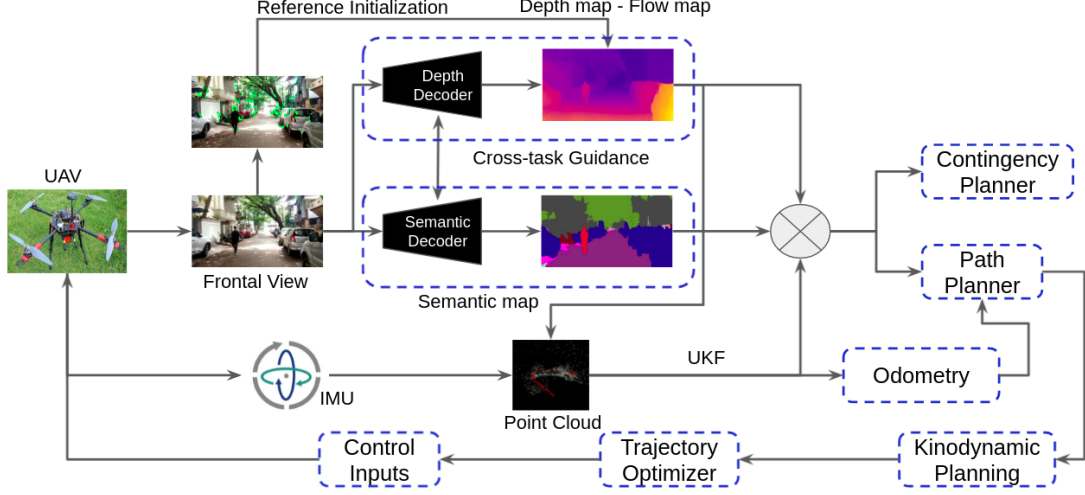 Reference Initialization
Depth map - Flow map
Depth
Decoder
Cross-task Guidance
UAV
Semantic
Decoder
Frontal View
Semantic map
Contingency
Planner
Path
Planner
IMU
Point Cloud
UKF
Odometry
Control
Inputs
Trajectory
Optimizer
Kinodynamic
Planning